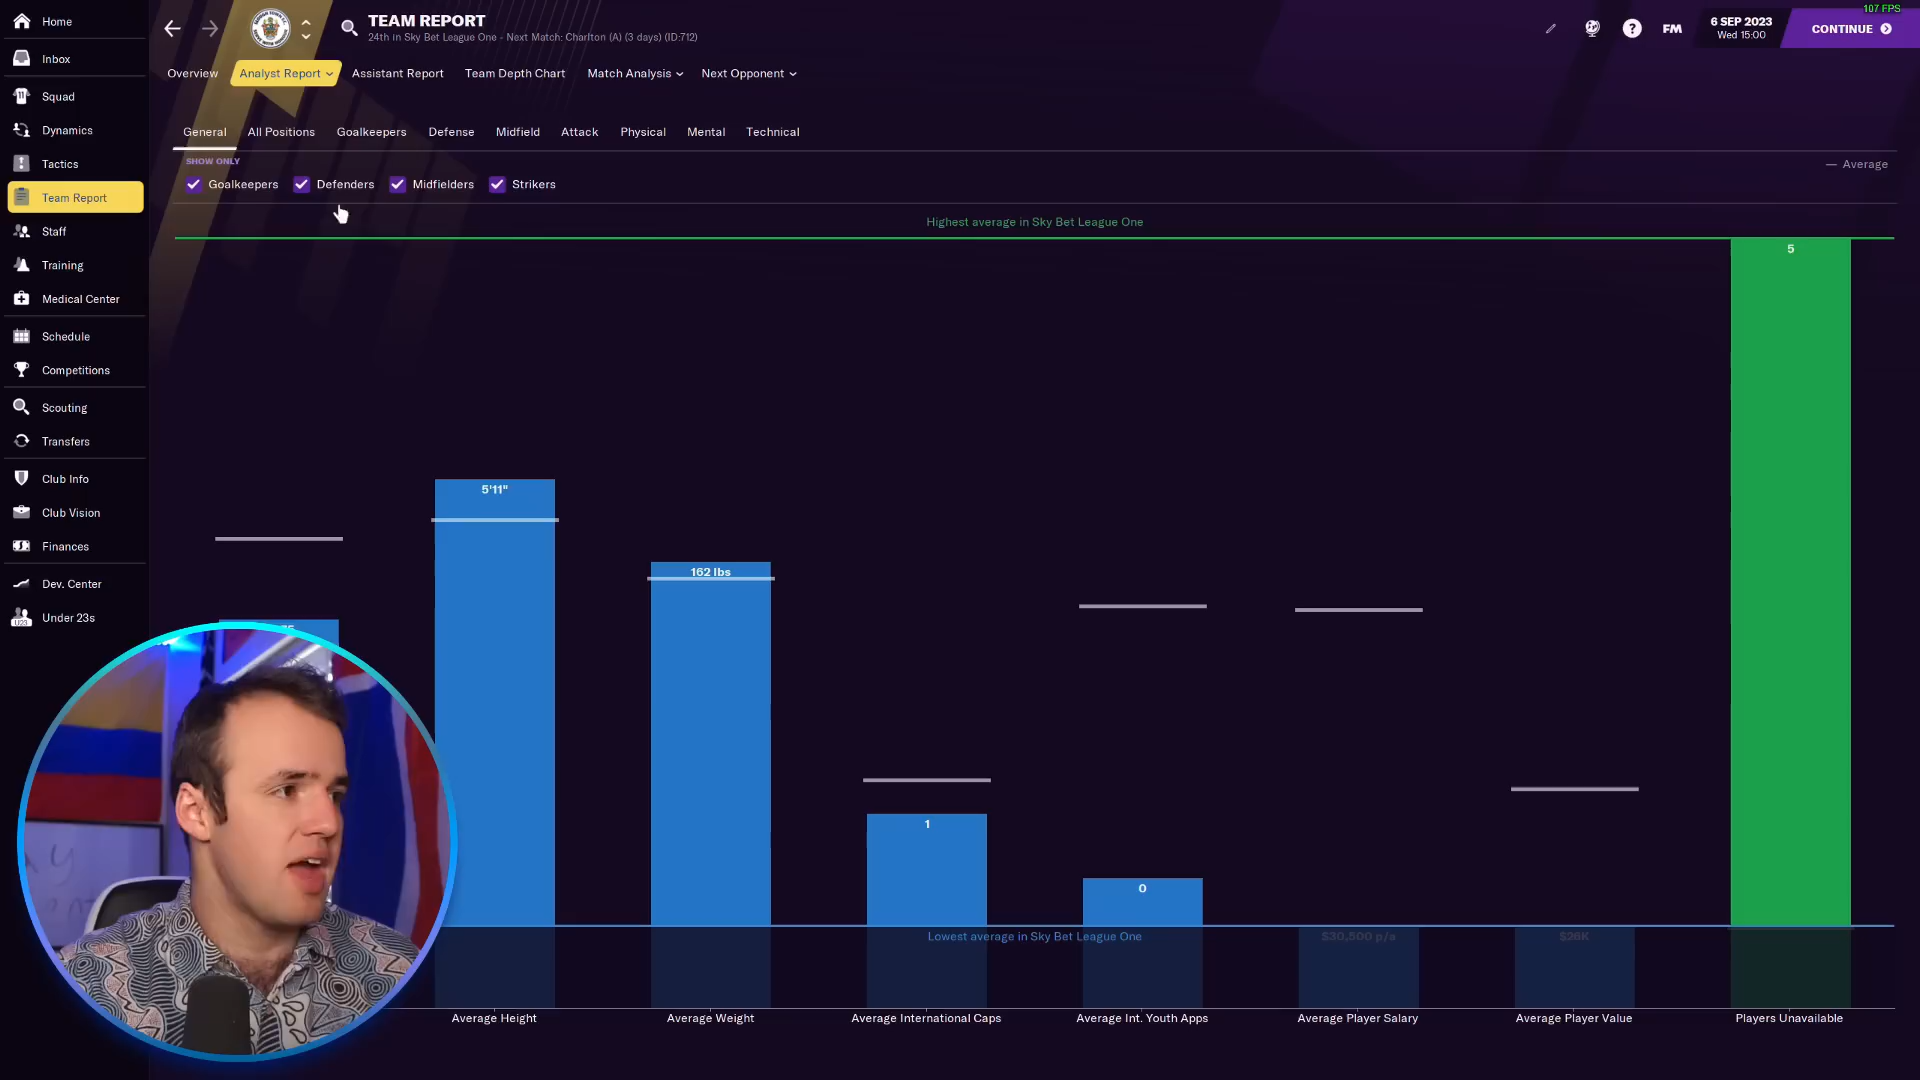 107 FPS
Home
Inbox
Squad
Dynamics
Tactics
Team Report
Staff
Training
Medical Center
Schedule
Competitions
Scouting
Transfers
Club Info
Club Vision
Finances
Dev. Center
Under 23s
TEAM REPORT
24th in Sky Bet League One - Next Match: Charlton (A) (3 days) (ID:712)
FM
6 SEP 2023
Wed 15:00
CONTINUE
Overview Analyst Report Assistant Report Team Depth Chart Match Analysis Next Opponent
General All Positions Goalkeepers Defense Midfield Attack Physical Mental Technical
SHOW ONLY
Goalkeepers Defenders Midfielders Strikers
Average
Highest average in Sky Bet League One
5
5'11"
162 lbs
1
0
Lowest average in Sky Bet League One
$30,500 p/a
$26K
Average Height
Average Weight
Average International Caps
Average Int. Youth Apps
Average Player Salary
Average Player Value
Players Unavailable